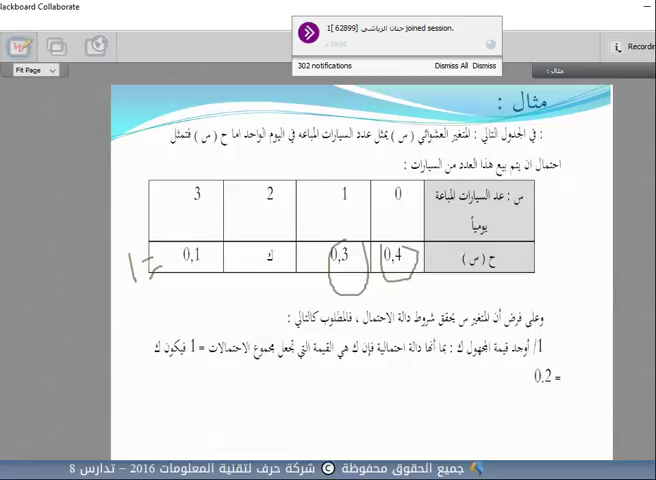 lackboard Collaborate
1[ 62899] حنان الرياشي joined session.
302 notifications
Dismiss All Dismiss
Recordin
Fit Page
مثال :
مثال :
: في الجدول التالي : المتغير العشوائي ( س ) يمثل عدد السيارات المباعه في اليوم الواحد اما ح ( س ) فتمثل
احتمال ان يتم بيع هذا العدد من السيارات :
س : عد السيارات المباعة يومياً 0 1 2 3
ح ( س ) 0,4 0,3 ك 0,1 =1
وعلى فرض أن المتغير س يحقق شروط دالة الاحتمال ، فالمطلوب كالتالي :
1/ أوجد قيمة المجهول ك : بما أنها دالة احتمالية فإن ك هي القيمة التي تجعل مجموع الاحتمالات = 1 فيكون ك
= 0.2
جميع الحقوق محفوظة © شركة حرف لتقنية المعلومات 2016 – تدارس 8